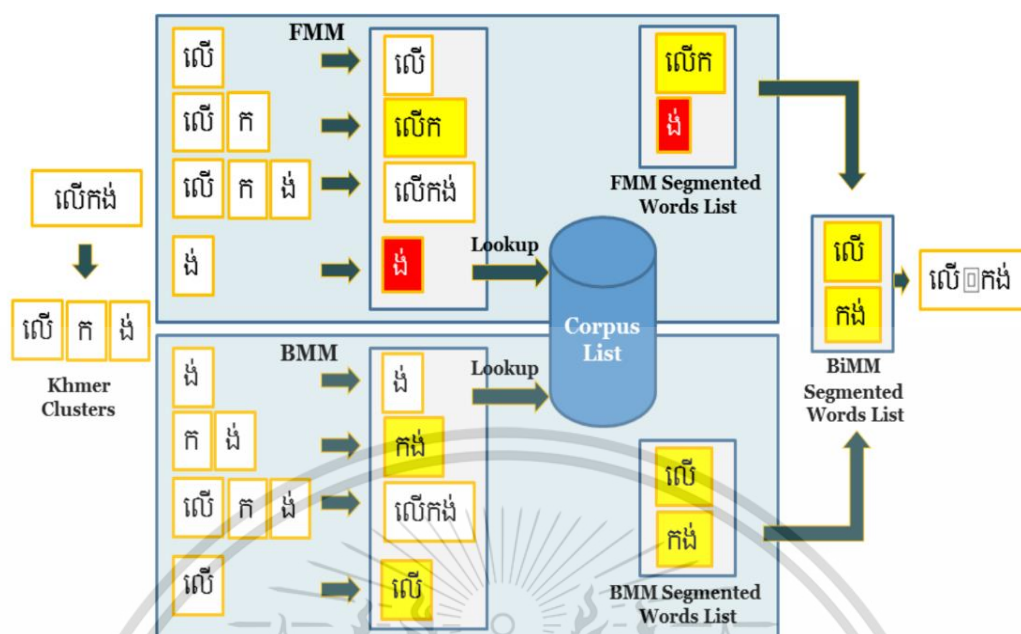 លើកង់
លើ ក ង់
Khmer
Clusters
FMM
លើ លើ
លើ ក លើក
លើ ក ង់ លើកង់
ង់ ង់
Lookup
លើក
ង់
FMM Segmented
Words List
Corpus
List
BMM
ង់ ង់
ក ង់ កង់
លើ ក ង់ លើកង់
លើ លើ
Lookup
លើ
កង់
BMM Segmented
Words List
លើ
កង់
BiMM
Segmented
Words List
លើ កង់